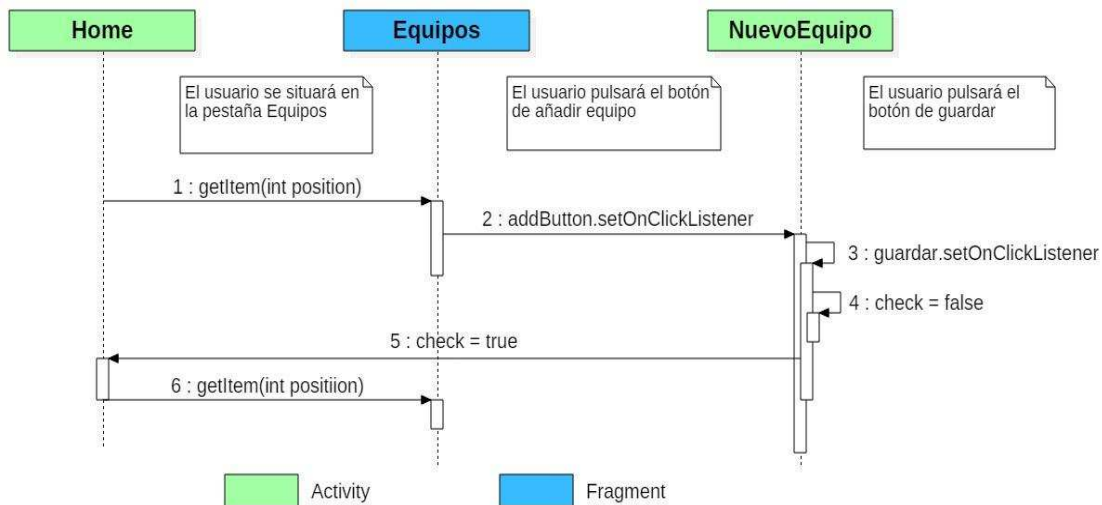 Home
Equipos
NuevoEquipo
El usuario se situará en
la pestaña Equipos
El usuario pulsará el botón
de añadir equipo
El usuario pulsará el
botón de guardar
1 : getItem(int position)
2 : addButton.setOnClickListener
3 : guardar.setOnClickListener
4 : check = false
5 : check = true
6 : getItem(int positiion)
Activity
Fragment